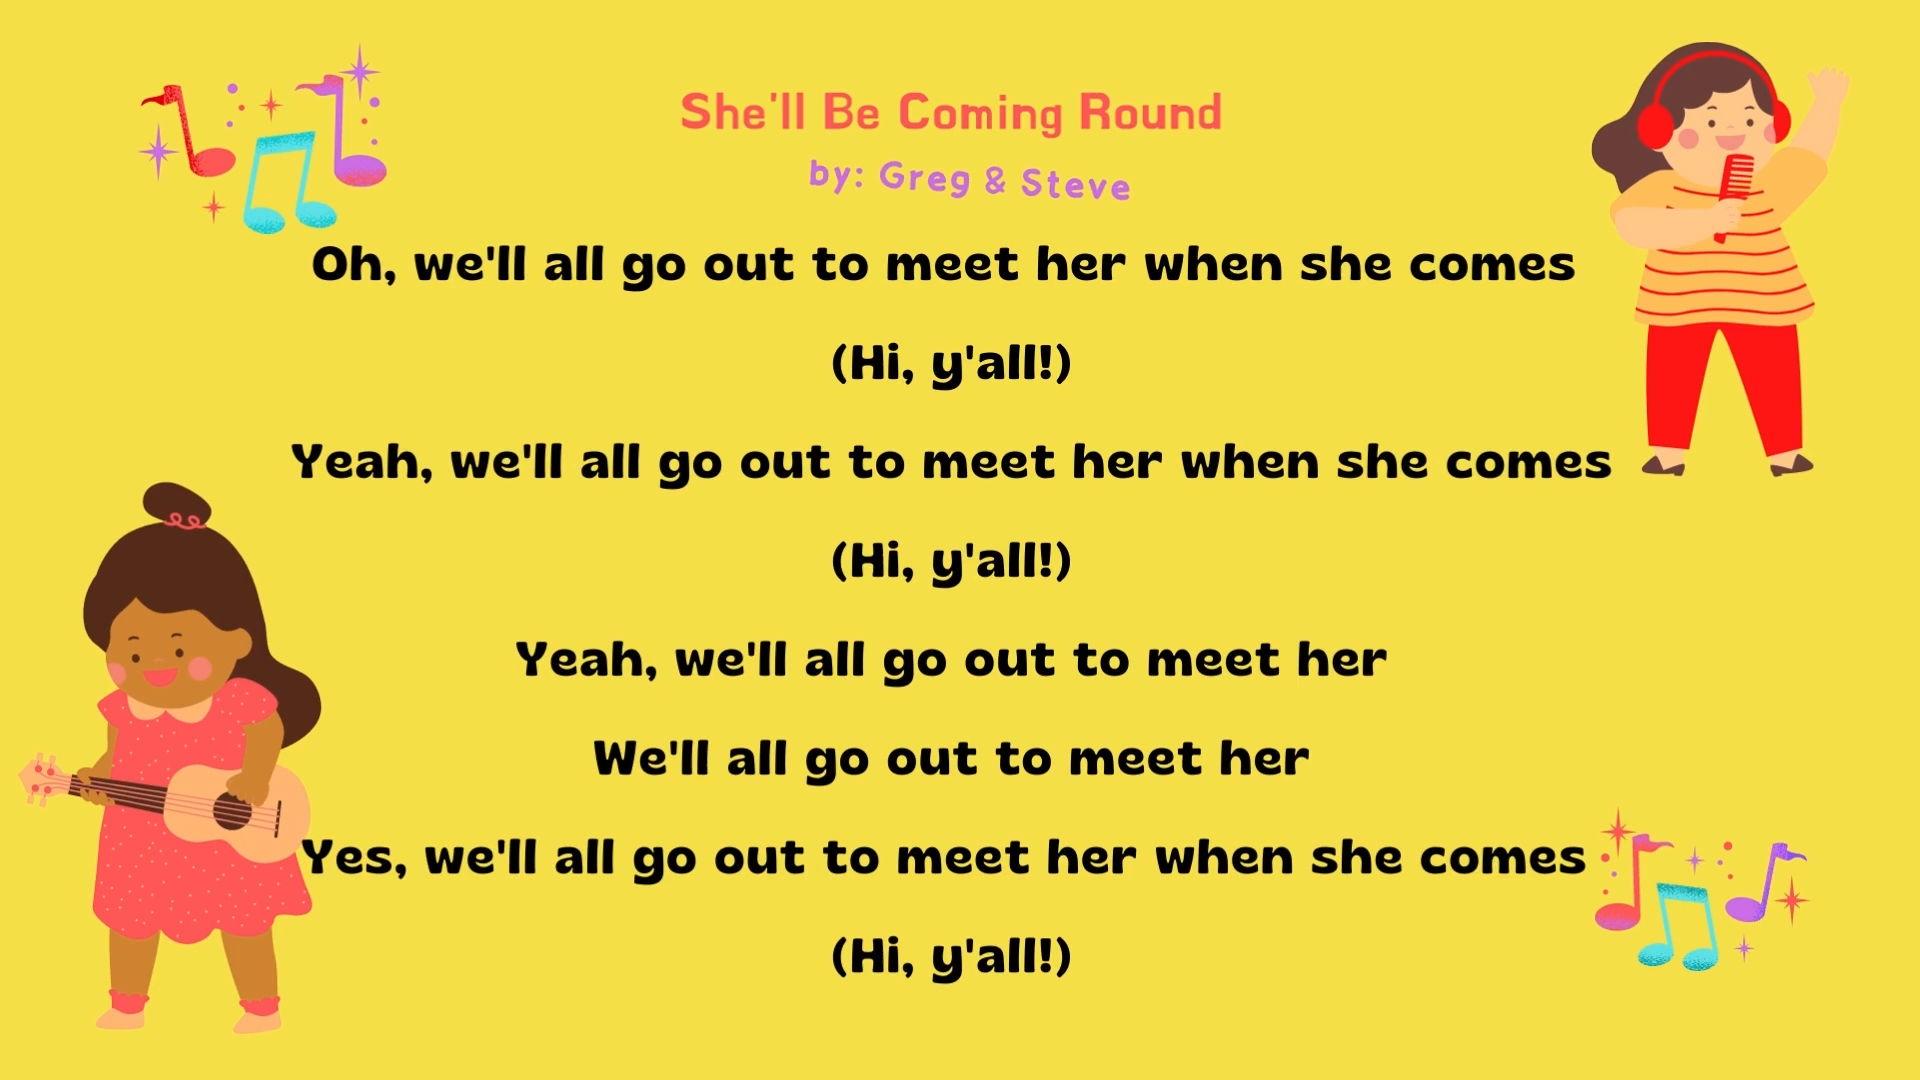 She'll Be Coming Round
by: Greg & Steve
Oh, we'll all go out to meet her when she comes
(Hi, y'all!)
Yeah, we'll all go out to meet her when she comes
(Hi, y'all!)
Yeah, we'll all go out to meet her
We'll all go out to meet her
Yes, we'll all go out to meet her when she comes
(Hi, y'all!)